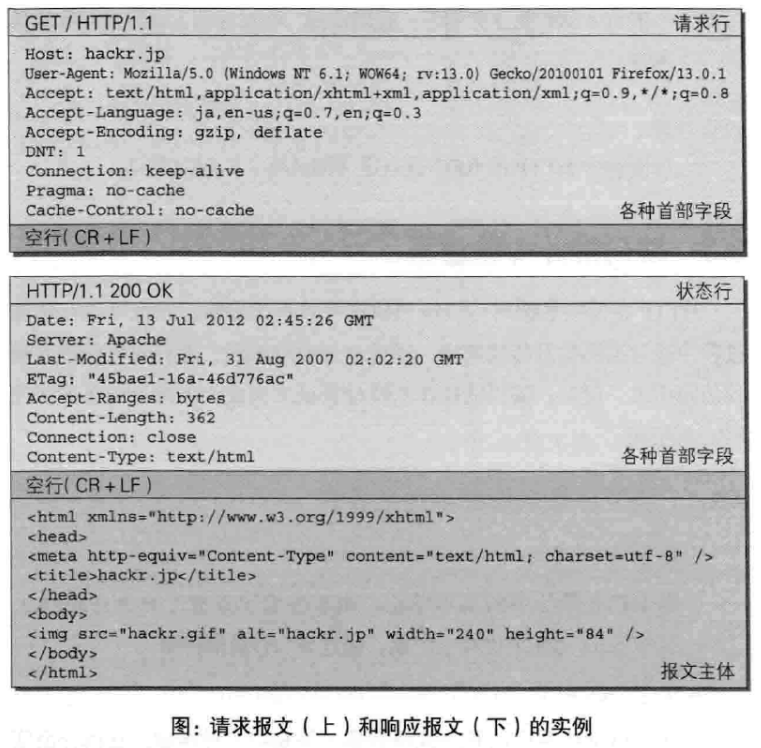 GET / HTTP/1.1 请求行
Host: hackr.jp
User-Agent: Mozilla/5.0 (Windows NT 6.1; WOW64; rv:13.0) Gecko/20100101 Firefox/13.0.1
Accept: text/html,application/xhtml+xml,application/xml;q=0.9,*/*;q=0.8
Accept-Language: ja,en-us;q=0.7,en;q=0.3
Accept-Encoding: gzip, deflate
DNT: 1
Connection: keep-alive
Pragma: no-cache
Cache-Control: no-cache 各种首部字段
空行( CR + LF )
HTTP/1.1 200 OK 状态行
Date: Fri, 13 Jul 2012 02:45:26 GMT
Server: Apache
Last-Modified: Fri, 31 Aug 2007 02:02:20 GMT
ETag: "45bae1-16a-46d776ac"
Accept-Ranges: bytes
Content-Length: 362
Connection: close
Content-Type: text/html 各种首部字段
空行( CR + LF )
<html xmlns="http://www.w3.org/1999/xhtml">
<head>
<meta http-equiv="Content-Type" content="text/html; charset=utf-8" />
<title>hackr.jp</title>
</head>
<body>
<img src="hackr.gif" alt="hackr.jp" width="240" height="84" />
</body>
</html> 报文主体
图: 请求报文（上）和响应报文（下）的实例